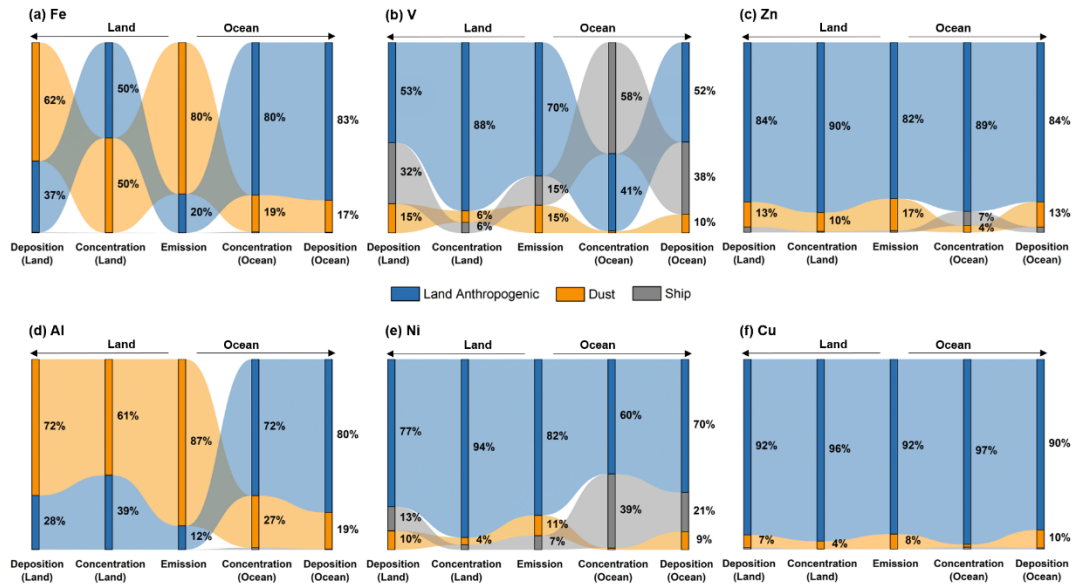 (a) Fe
Land
Ocean
62%
37%
50%
50%
80%
20%
80%
19%
83%
17%
Deposition (Land)
Concentration (Land)
Emission
Concentration (Ocean)
Deposition (Ocean)
(b) V
Land
Ocean
53%
32%
15%
88%
6%
6%
70%
15%
15%
58%
41%
52%
38%
10%
Deposition (Land)
Concentration (Land)
Emission
Concentration (Ocean)
Deposition (Ocean)
(c) Zn
Land
Ocean
84%
13%
90%
10%
82%
17%
89%
7%
4%
84%
13%
Deposition (Land)
Concentration (Land)
Emission
Concentration (Ocean)
Deposition (Ocean)
Land Anthropogenic
Dust
Ship
(d) Al
Land
Ocean
72%
28%
61%
39%
87%
12%
72%
27%
80%
19%
Deposition (Land)
Concentration (Land)
Emission
Concentration (Ocean)
Deposition (Ocean)
(e) Ni
Land
Ocean
77%
13%
10%
94%
4%
82%
11%
7%
60%
39%
70%
21%
9%
Deposition (Land)
Concentration (Land)
Emission
Concentration (Ocean)
Deposition (Ocean)
(f) Cu
Land
Ocean
92%
7%
96%
4%
92%
8%
97%
90%
10%
Deposition (Land)
Concentration (Land)
Emission
Concentration (Ocean)
Deposition (Ocean)